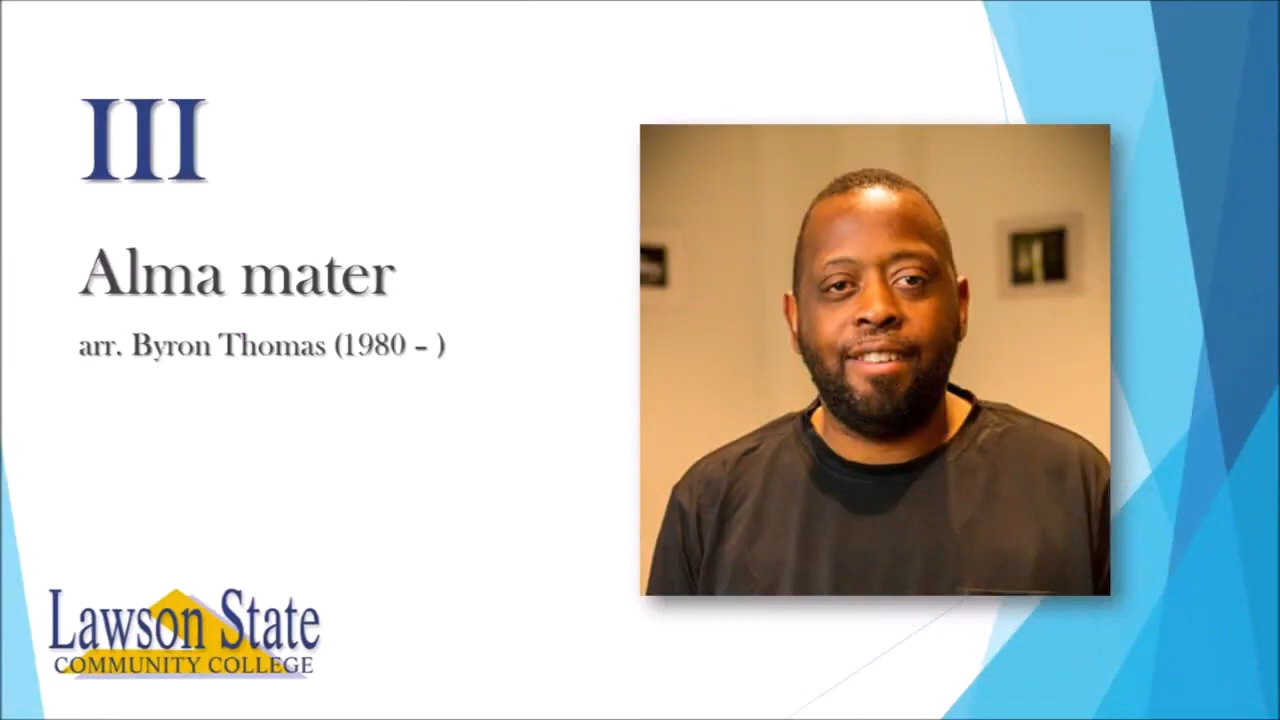 III
Alma mater
arr. Byron Thomas (1980 – )
Lawson State
COMMUNITY COLLEGE